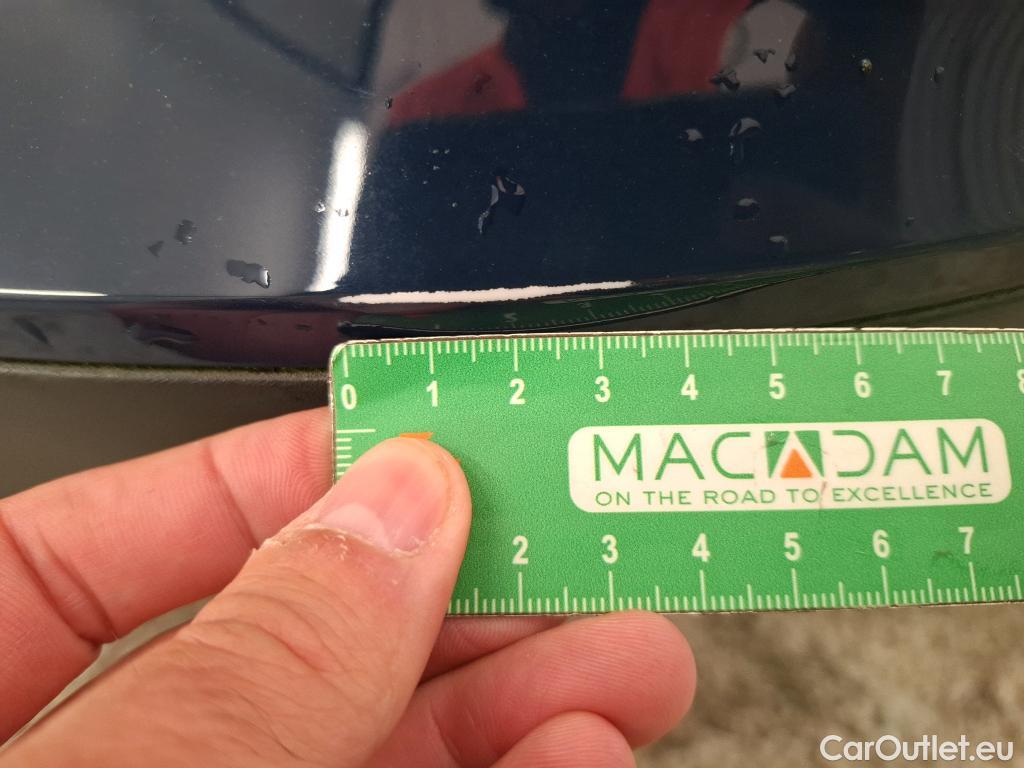 0 1 2 3 4 5 6 7 8
MACADAM
ON THE ROAD TO EXCELLENCE
2 3 4 5 6 7
CarOutlet.eu